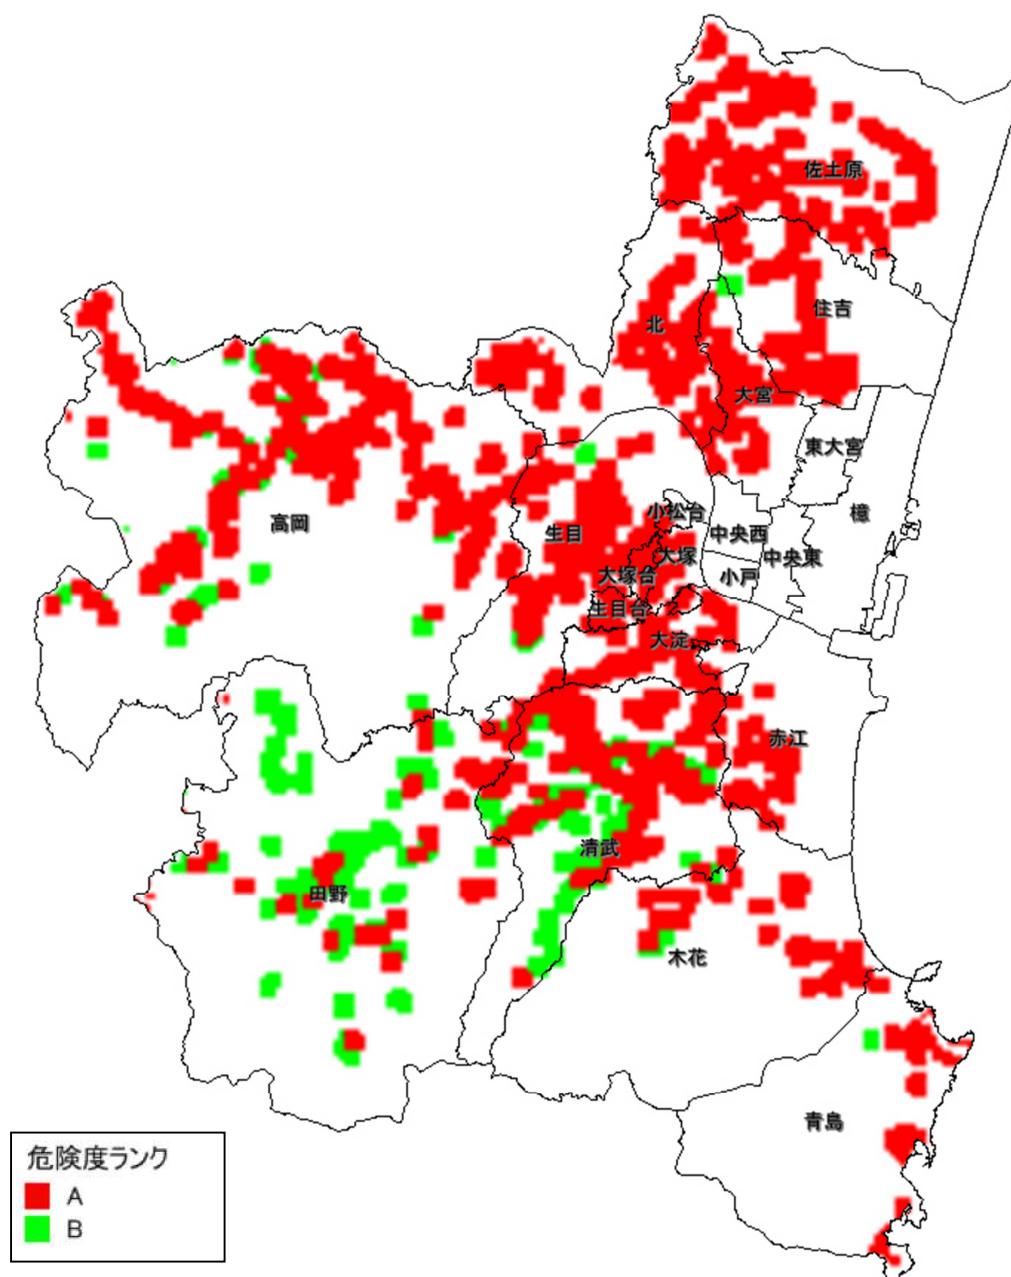 佐土原
住吉
北
大宮
東大宮
檍
小松台
中央西
高岡
生目
大塚
中央東
大塚台
小戸
生目台
大淀
赤江
清武
田野
木花
青島
危険度ランク
A
B